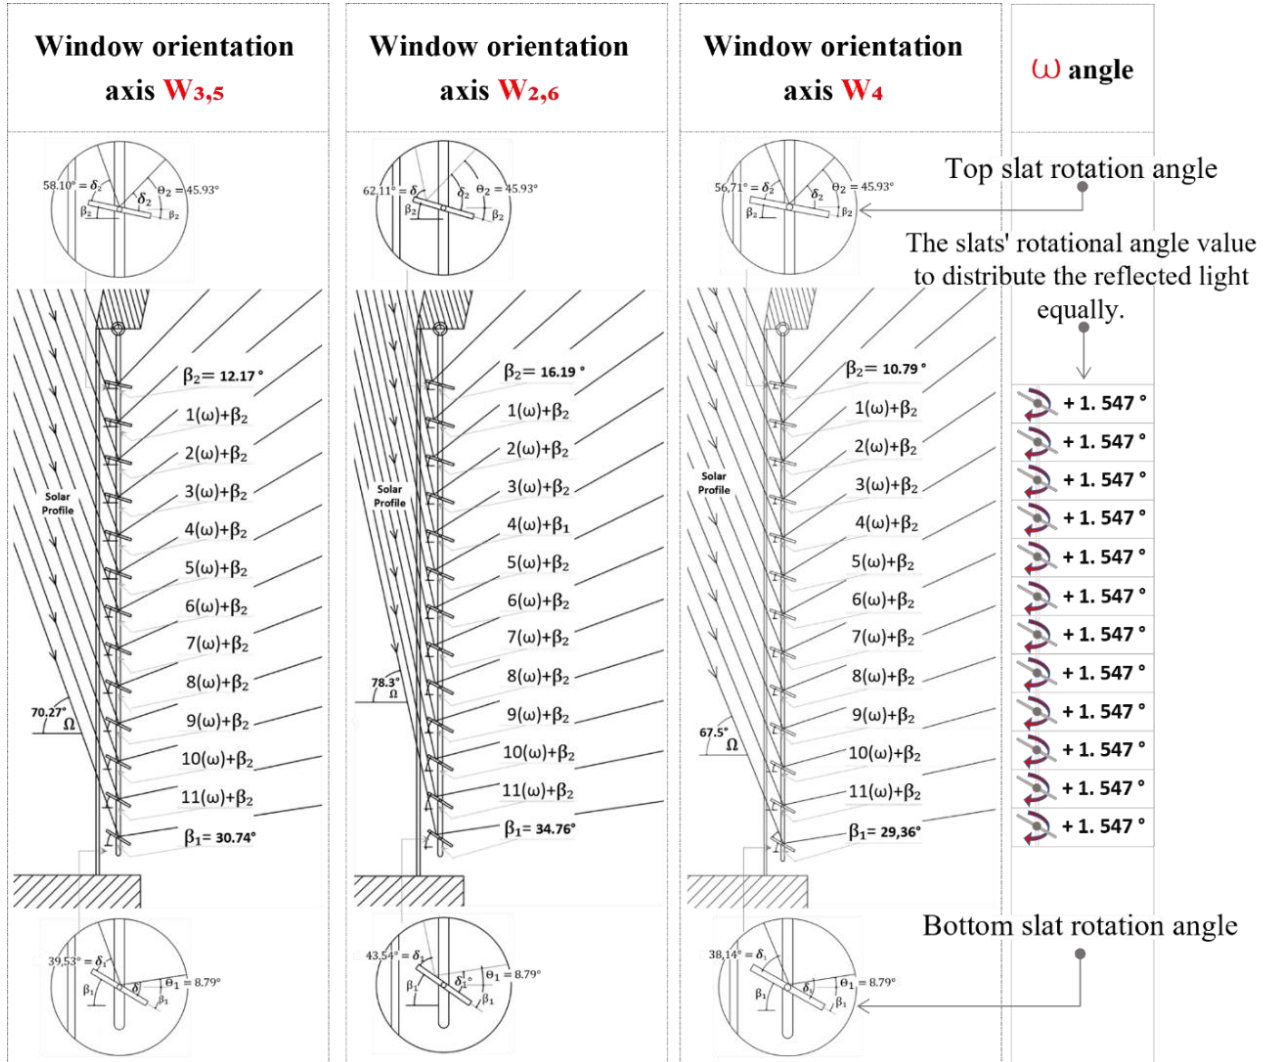 Window orientation
axis W₃,₅
Window orientation
axis W₂,₆
Window orientation
axis W₄
ω angle
58.10° = δ₂
θ₂ = 45.93°
δ₂
β₂
β₂
62,11° = δ
θ₂ = 45.93°
δ₂
β₂
β₂
56,71° = δ₂
θ₂ = 45.93°
δ₂
β₂
β₂
Top slat rotation angle
The slats' rotational angle value
to distribute the reflected light
equally.
β₂= 12.17 °
1(ω)+β₂
2(ω)+β₂
3(ω)+β₂
4(ω)+β₂
5(ω)+β₂
6(ω)+β₂
7(ω)+β₂
8(ω)+β₂
9(ω)+β₂
10(ω)+β₂
11(ω)+β₂
β₁= 30.74°
Solar
Profile
70.27°
Ω
β₂= 16.19 °
1(ω)+β₂
2(ω)+β₂
3(ω)+β₂
4(ω)+β₁
5(ω)+β₂
6(ω)+β₂
7(ω)+β₂
8(ω)+β₂
9(ω)+β₂
10(ω)+β₂
11(ω)+β₂
β₁= 34.76°
Solar
Profile
78.3°
Ω
β₂= 10.79 °
1(ω)+β₂
2(ω)+β₂
3(ω)+β₂
4(ω)+β₂
5(ω)+β₂
6(ω)+β₂
7(ω)+β₂
8(ω)+β₂
9(ω)+β₂
10(ω)+β₂
11(ω)+β₂
β₁= 29,36°
Solar
Profile
67.5°
Ω
+ 1. 547 °
+ 1. 547 °
+ 1. 547 °
+ 1. 547 °
+ 1. 547 °
+ 1. 547 °
+ 1. 547 °
+ 1. 547 °
+ 1. 547 °
+ 1. 547 °
+ 1. 547 °
+ 1. 547 °
39,53° = δ₁
θ₁ = 8.79°
β₁
δ
β₁
43,54° = δ₁
θ₁ = 8.79°
β₁
δ₁
β₁
38,14° = δ₁
θ₁ = 8.79°
β₁
δ₁
β₁
Bottom slat rotation angle